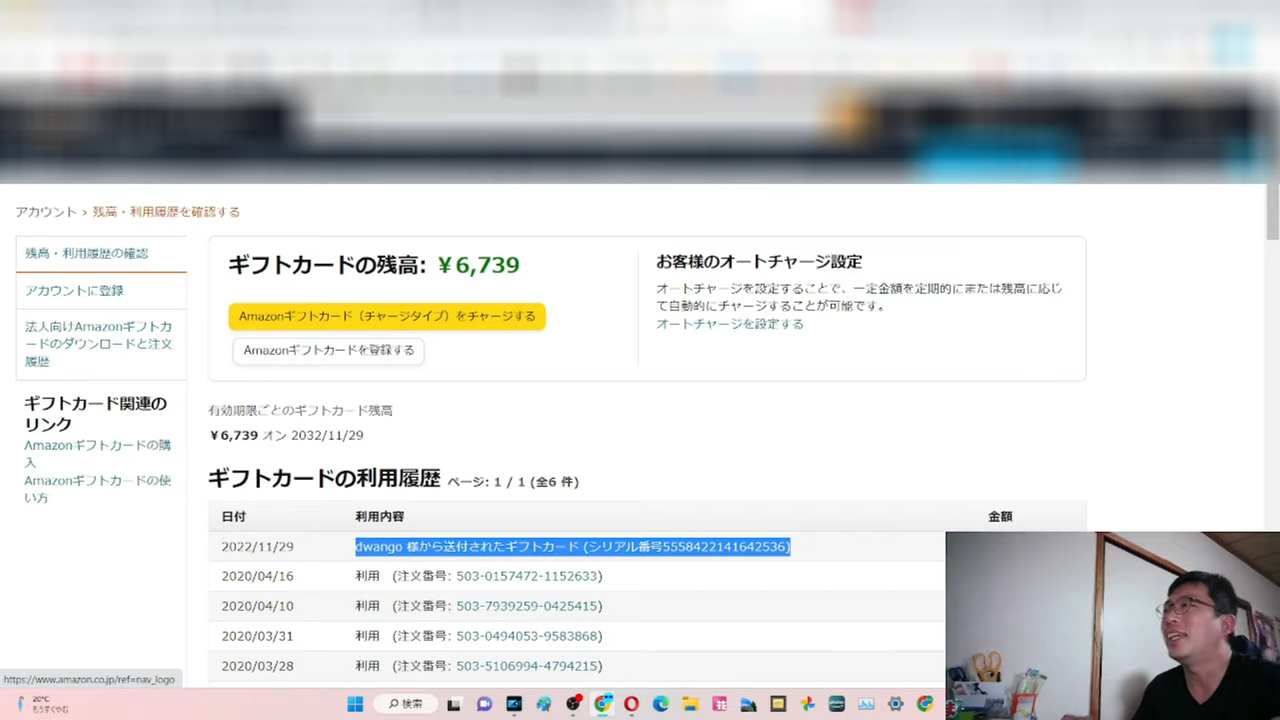 アカウント › 残高・利用履歴を確認する
残高・利用履歴の確認
アカウントに登録
法人向けAmazonギフトカ
ードのダウンロードと注文
履歴
ギフトカード関連の
リンク
Amazonギフトカードの購
入
Amazonギフトカードの使
い方
ギフトカードの残高: ￥6,739
Amazonギフトカード（チャージタイプ）をチャージする
Amazonギフトカードを登録する
お客様のオートチャージ設定
オートチャージを設定することで、一定金額を定期的にまたは残高に応じ
て自動的にチャージすることが可能です。
オートチャージを設定する
有効期限ごとのギフトカード残高
￥6,739 オン 2032/11/29
ギフトカードの利用履歴 ページ: 1 / 1 (全6 件)
日付 利用内容 金額
2022/11/29 dwango 様から送付されたギフトカード (シリアル番号5558422141642536)
2020/04/16 利用 (注文番号: 503-0157472-1152633)
2020/04/10 利用 (注文番号: 503-7939259-0425415)
2020/03/31 利用 (注文番号: 503-0494053-9583868)
2020/03/28 利用 (注文番号: 503-5106994-4794215)
https://www.amazon.co.jp/ref=nav_logo
20℃
もうすぐやむ
検索